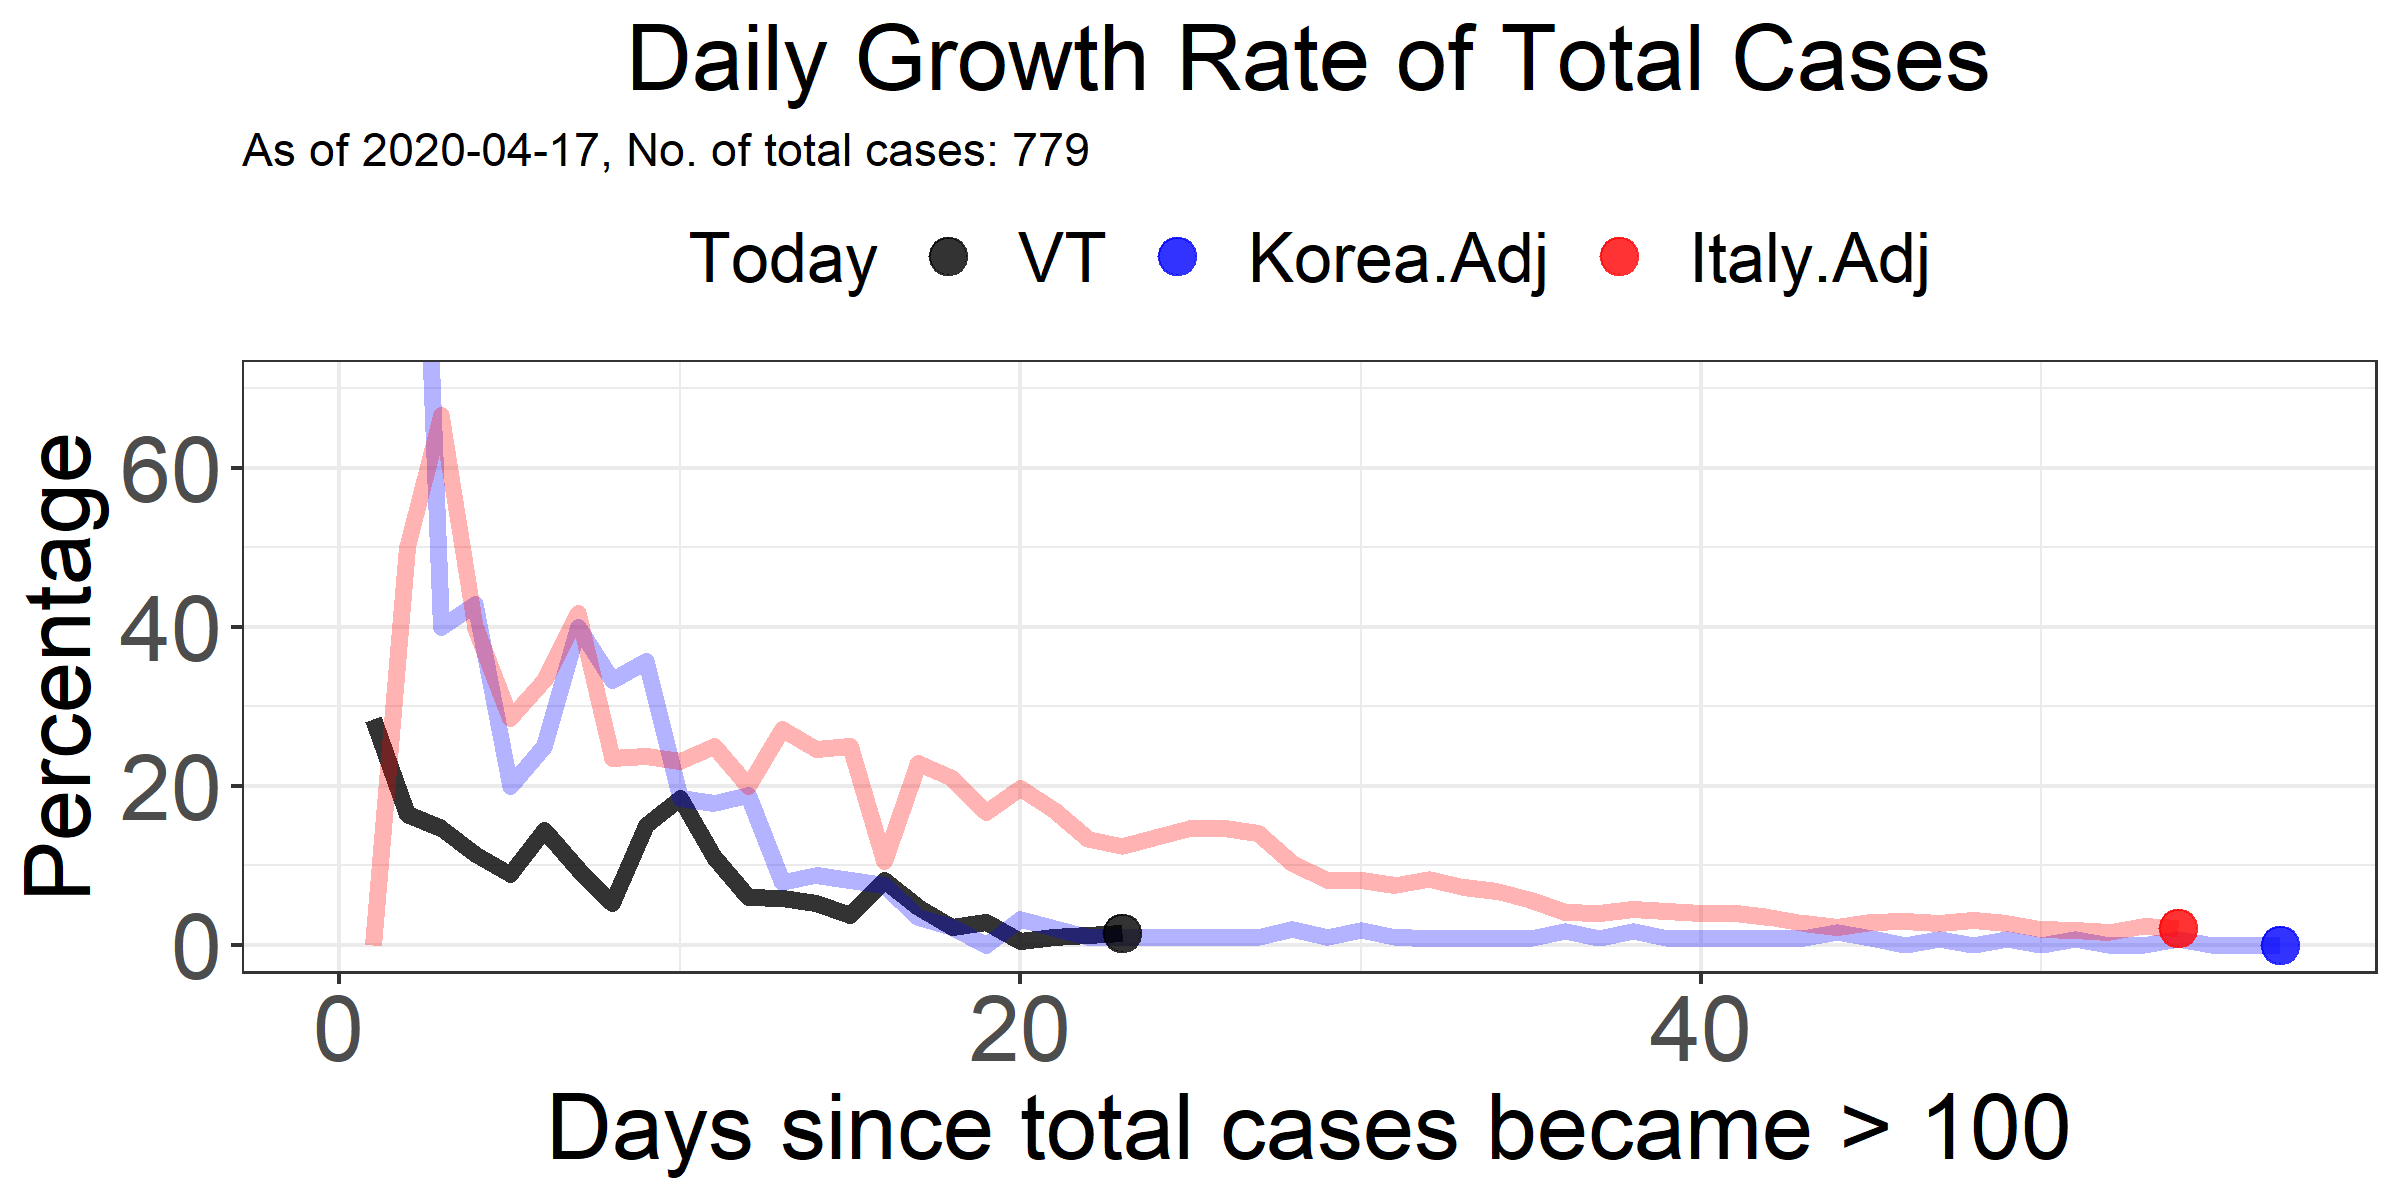 Daily Growth Rate of Total Cases
As of 2020-04-17, No. of total cases: 779
Today VT Korea.Adj Italy.Adj
Percentage
60
40
20
0
0 20 40
Days since total cases became > 100